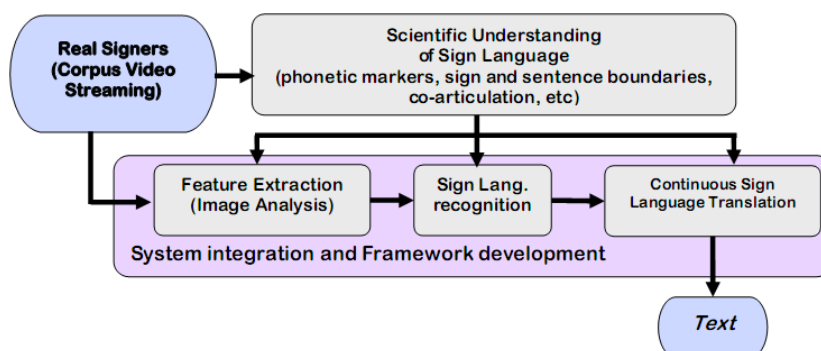 Real Signers
(Corpus Video
Streaming)
Scientific Understanding
of Sign Language
(phonetic markers, sign and sentence boundaries,
co-articulation, etc)
Feature Extraction
(Image Analysis)
Sign Lang.
recognition
Continuous Sign
Language Translation
System integration and Framework development
Text